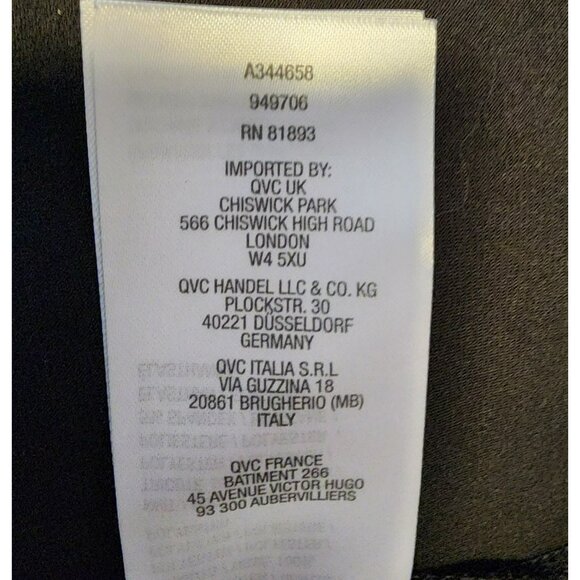 A344658
949706
RN 81893
IMPORTED BY:
QVC UK
CHISWICK PARK
566 CHISWICK HIGH ROAD
LONDON
W4 5XU
QVC HANDEL LLC & CO. KG
PLOCKSTR. 30
40221 DÜSSELDORF
GERMANY
QVC ITALIA S.R.L
VIA GUZZINA 18
20861 BRUGHERIO (MB)
ITALY
QVC FRANCE
BATIMENT 266
45 AVENUE VICTOR HUGO
93 300 AUBERVILLIERS